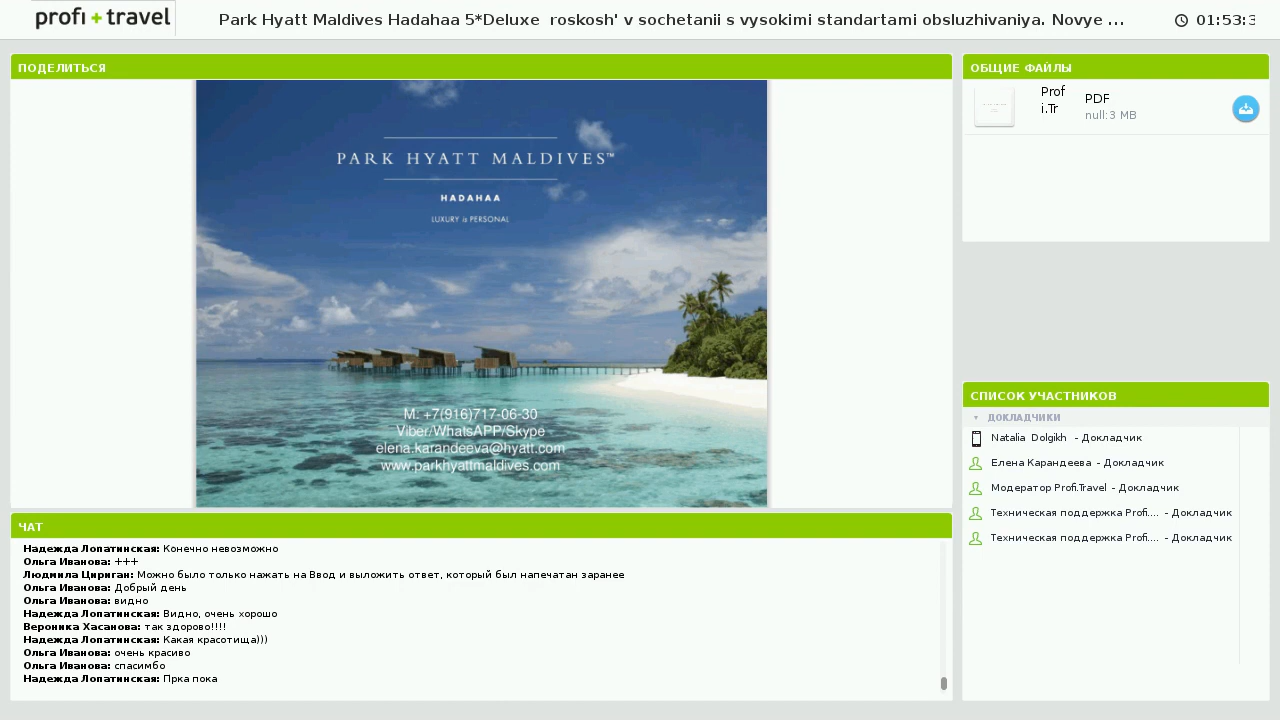 profi + travel
Park Hyatt Maldives Hadahaa 5*Deluxe roskosh' v sochetanii s vysokimi standartami obsluzhivaniya. Novye ...
01:53:3
ПОДЕЛИТЬСЯ
PARK HYATT MALDIVES™
HADAHAA
LUXURY is PERSONAL
M: +7(916)717-06-30
Viber/WhatsAPP/Skype
elena.karandeeva@hyatt.com
www.parkhyattmaldives.com
ЧАТ
Надежда Лопатинская: Конечно невозможно
Ольга Иванова: +++
Людмила Цириган: Можно было только нажать на Ввод и выложить ответ, который был напечатан заранее
Ольга Иванова: Добрый день
Ольга Иванова: видно
Надежда Лопатинская: Видно, очень хорошо
Вероника Хасанова: так здорово!!!!
Надежда Лопатинская: Какая красотища)))
Ольга Иванова: очень красиво
Ольга Иванова: спасимбо
Надежда Лопатинская: Прка пока
ОБЩИЕ ФАЙЛЫ
Prof
i.Tr
PDF
null:3 MB
СПИСОК УЧАСТНИКОВ
ДОКЛАДЧИКИ
Natalia Dolgikh - Докладчик
Елена Карандеева - Докладчик
Модератор Profi.Travel - Докладчик
Техническая поддержка Profi.... - Докладчик
Техническая поддержка Profi.... - Докладчик